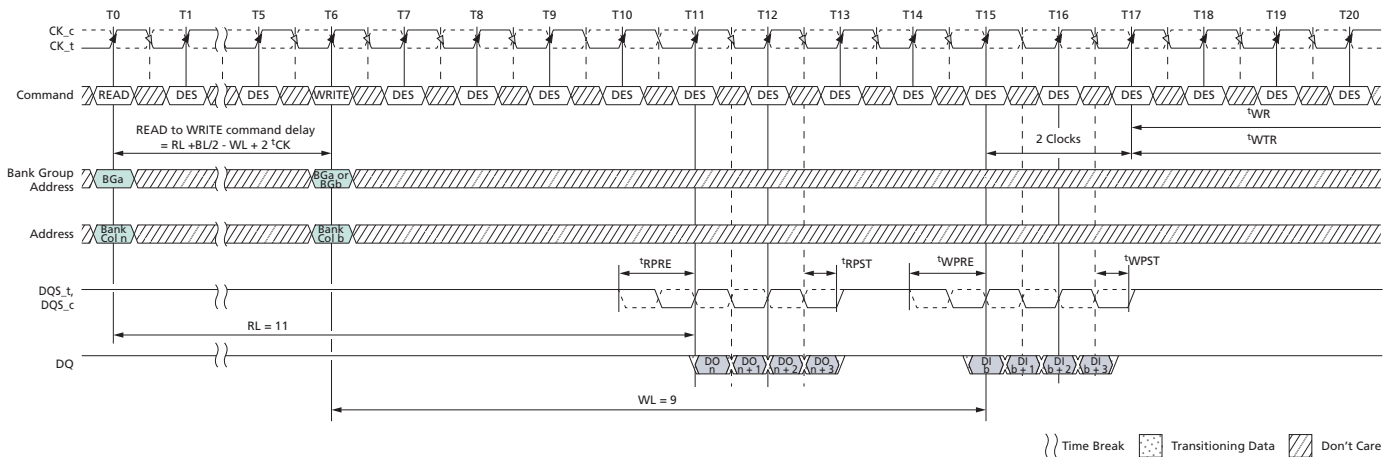 T0 T1 T5 T6 T7 T8 T9 T10 T11 T12 T13 T14 T15 T16 T17 T18 T19 T20
CK_c
CK_t
Command READ DES DES WRITE DES DES DES DES DES DES DES DES DES DES DES DES DES DES
tWR
READ to WRITE command delay
= RL +BL/2 - WL + 2 tCK
2 Clocks
tWTR
Bank Group
Address
BGa
BGa or
BGb
Address
Bank
Col n
Bank
Col b
tRPRE tRPST tWPRE tWPST
DQS_t,
DQS_c
RL = 11
DQ
DO
n
DO
n + 1
DO
n + 2
DO
n + 3
DI
b
DI
b + 1
DI
b + 2
DI
b + 3
WL = 9
Time Break Transitioning Data Don't Care